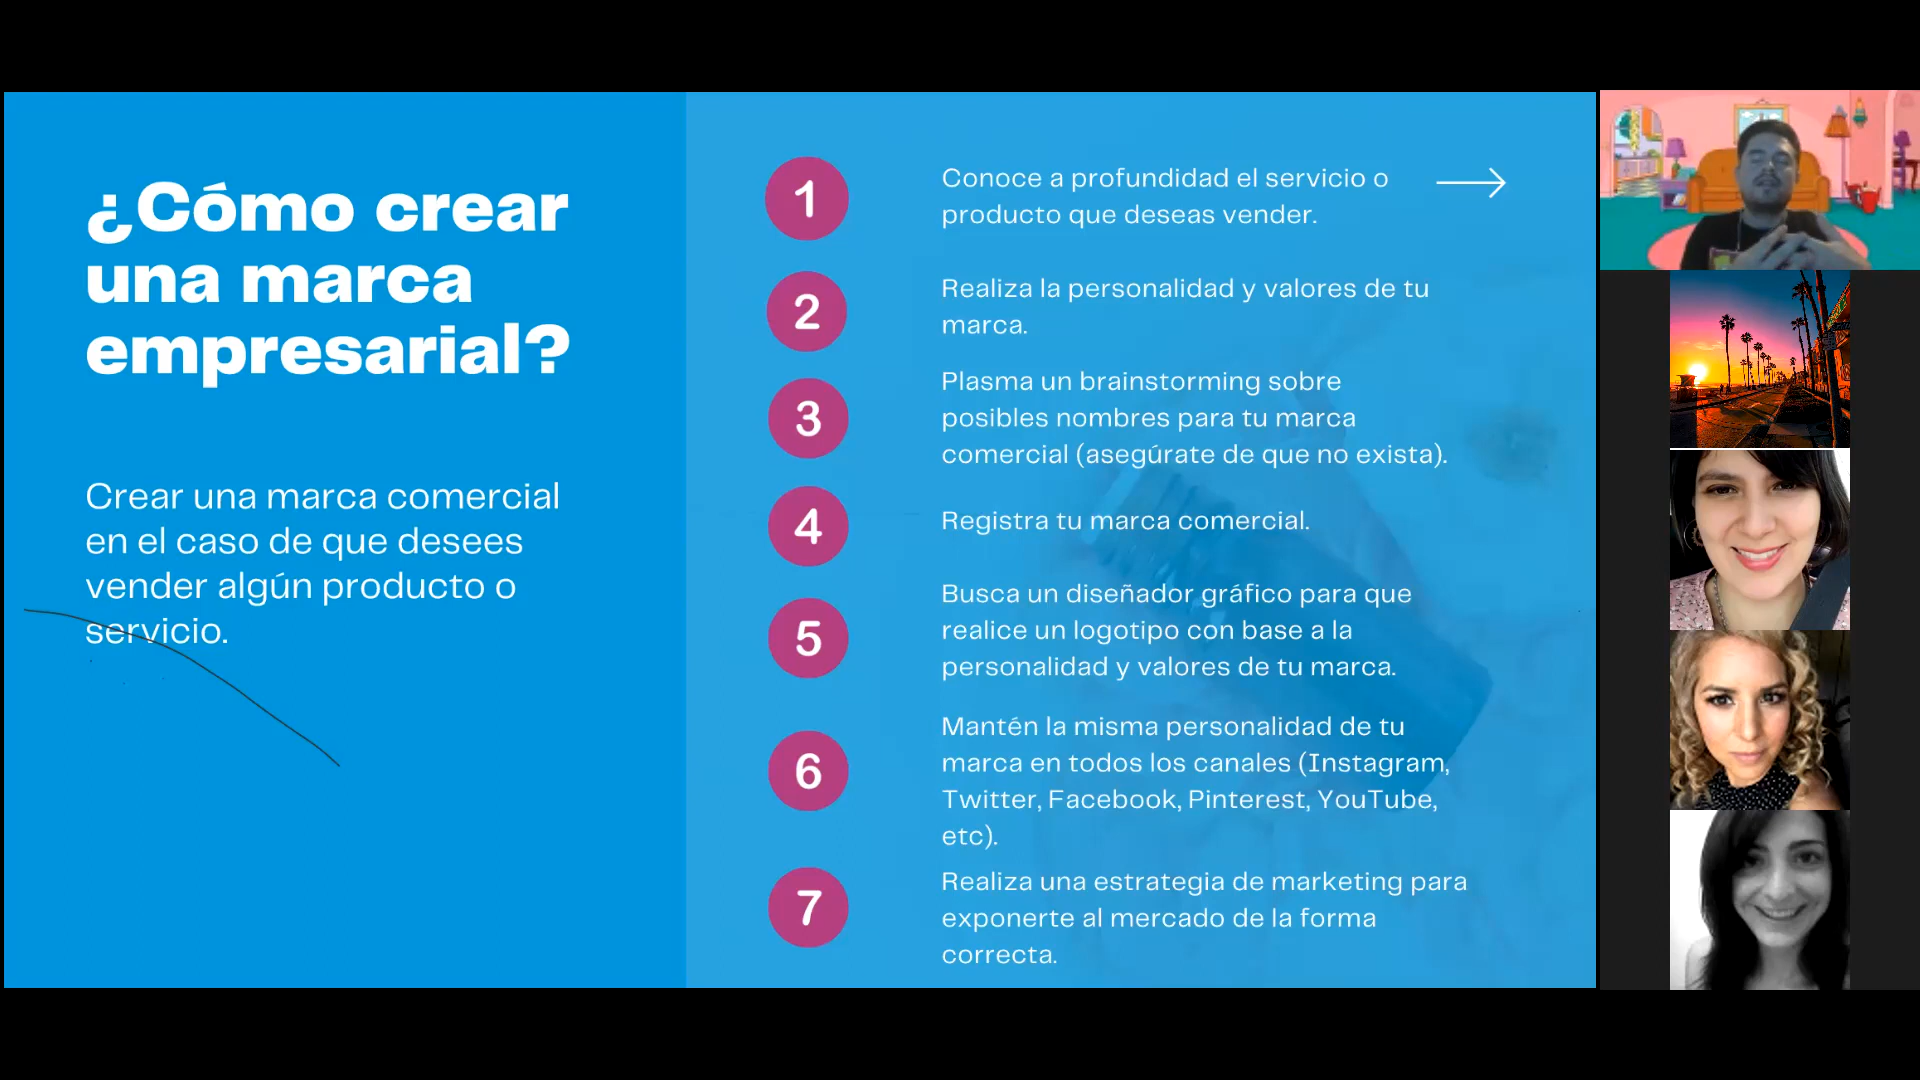 ¿Cómo crear
una marca
empresarial?
Crear una marca comercial
en el caso de que desees
vender algún producto o
servicio.
1
Conoce a profundidad el servicio o
producto que deseas vender.
2
Realiza la personalidad y valores de tu
marca.
3
Plasma un brainstorming sobre
posibles nombres para tu marca
comercial (asegúrate de que no exista).
4
Registra tu marca comercial.
5
Busca un diseñador gráfico para que
realice un logotipo con base a la
personalidad y valores de tu marca.
6
Mantén la misma personalidad de tu
marca en todos los canales (Instagram,
Twitter, Facebook, Pinterest, YouTube,
etc).
7
Realiza una estrategia de marketing para
exponerte al mercado de la forma
correcta.